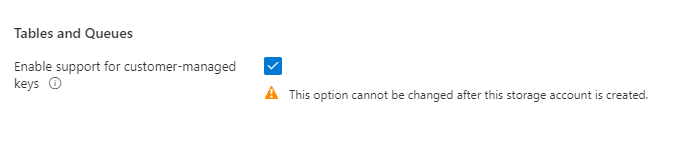 Tables and Queues
Enable support for customer-managed
keys
This option cannot be changed after this storage account is created.